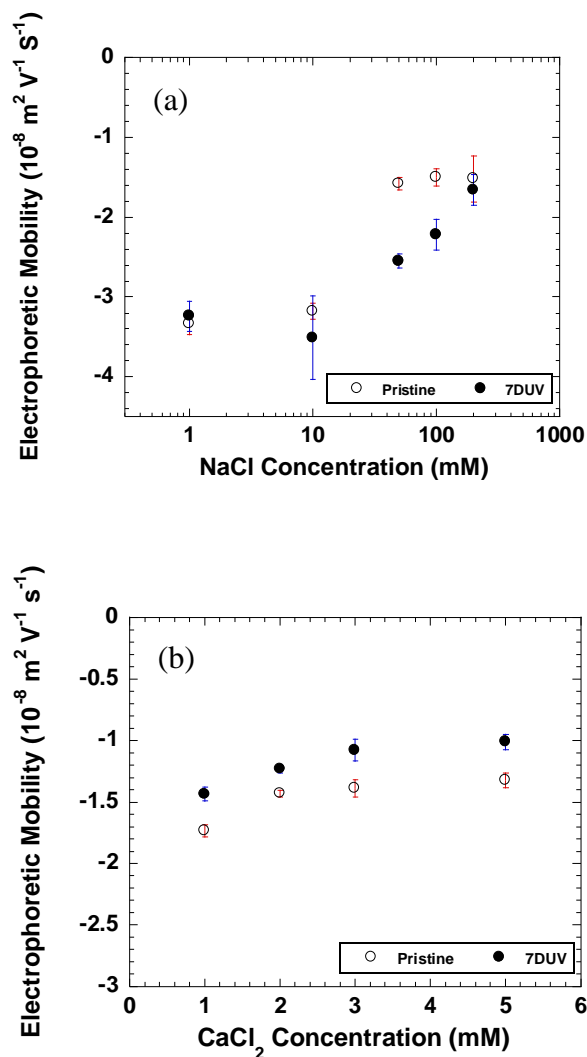 0
-1
-2
-3
-4
(a)
Electrophoretic Mobility (10⁻⁸ m² V⁻¹ S⁻¹)
Pristine 7DUV
1 10 100 1000
NaCl Concentration (mM)
0
-0.5
-1
-1.5
-2
-2.5
-3
(b)
Electrophoretic Mobility (10⁻⁸ m² V⁻¹ s⁻¹)
Pristine 7DUV
0 1 2 3 4 5 6
CaCl₂ Concentration (mM)